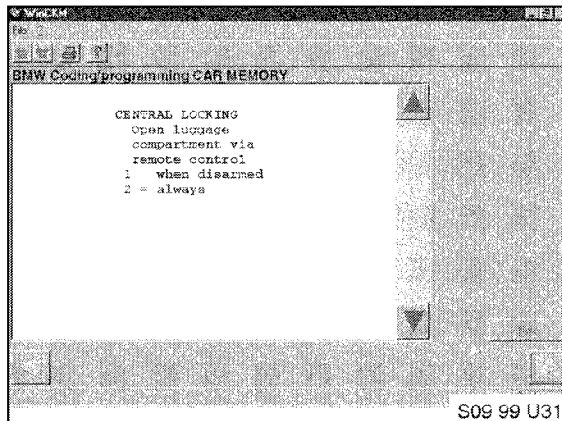 WinCAM
File ?
?
BMW Coding/programming CAR MEMORY
CENTRAL LOCKING
Open luggage
compartment via
remote control
1 when disarmed
2 = always
S09 99 U31